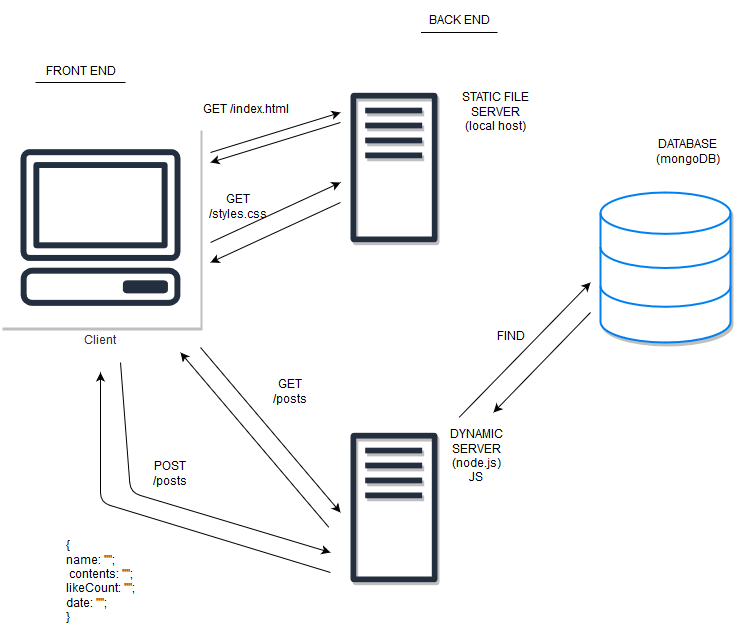 BACK END
FRONT END
GET /index.html
STATIC FILE
SERVER
(local host)
DATABASE
(mongoDB)
GET
/styles.css
Client
FIND
GET
/posts
DYNAMIC
SERVER
(node.js)
JS
POST
/posts
{
name: "";
contents: "";
likeCount: "";
date: "";
}